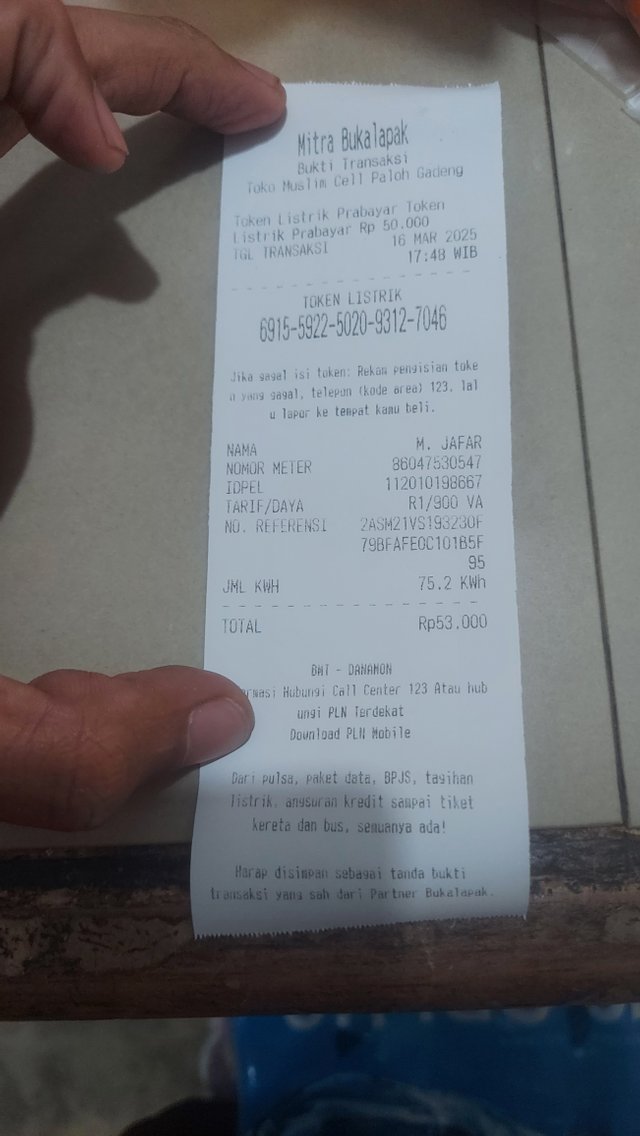 Mitra Bukalapak
Bukti Transaksi
Toko Muslim Cell Paloh Gadeng
Token Listrik Prabayar Token
Listrik Prabayar Rp 50.000
TGL TRANSAKSI 16 MAR 2025
17:48 WIB
TOKEN LISTRIK
6915-5922-5020-9312-7046
Jika gagal isi token: Rekam pengisian toke
n yang gagal, telepon (kode area) 123, lal
u lapor ke tempat kamu beli.
NAMA M. JAFAR
NOMOR METER 86047530547
IDPEL 112010198667
TARIF/DAYA R1/900 VA
NO. REFERENSI 2ASM21VS193230F
79BFAFE0C101B5F
95
JML KWH 75.2 KWh
TOTAL Rp53.000
BMT - DANAMON
ormasi Hubungi Call Center 123 Atau hub
ungi PLN Terdekat
Download PLN Mobile
Dari pulsa, paket data, BPJS, tagihan
listrik, angsuran kredit sampai tiket
kereta dan bus, semuanya ada!
Harap disimpan sebagai tanda bukti
transaksi yang sah dari Partner Bukalapak.